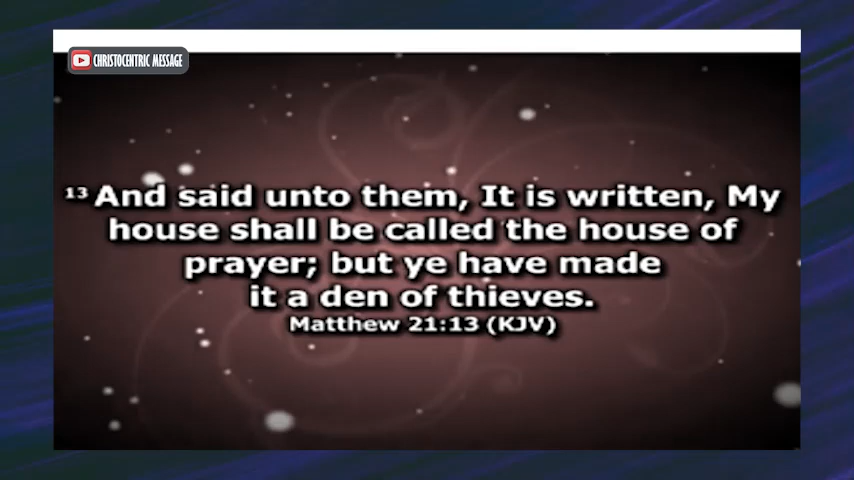 CHRISTOCENTRIC MESSAGE
13 And said unto them, It is written, My
house shall be called the house of
prayer; but ye have made
it a den of thieves.
Matthew 21:13 (KJV)